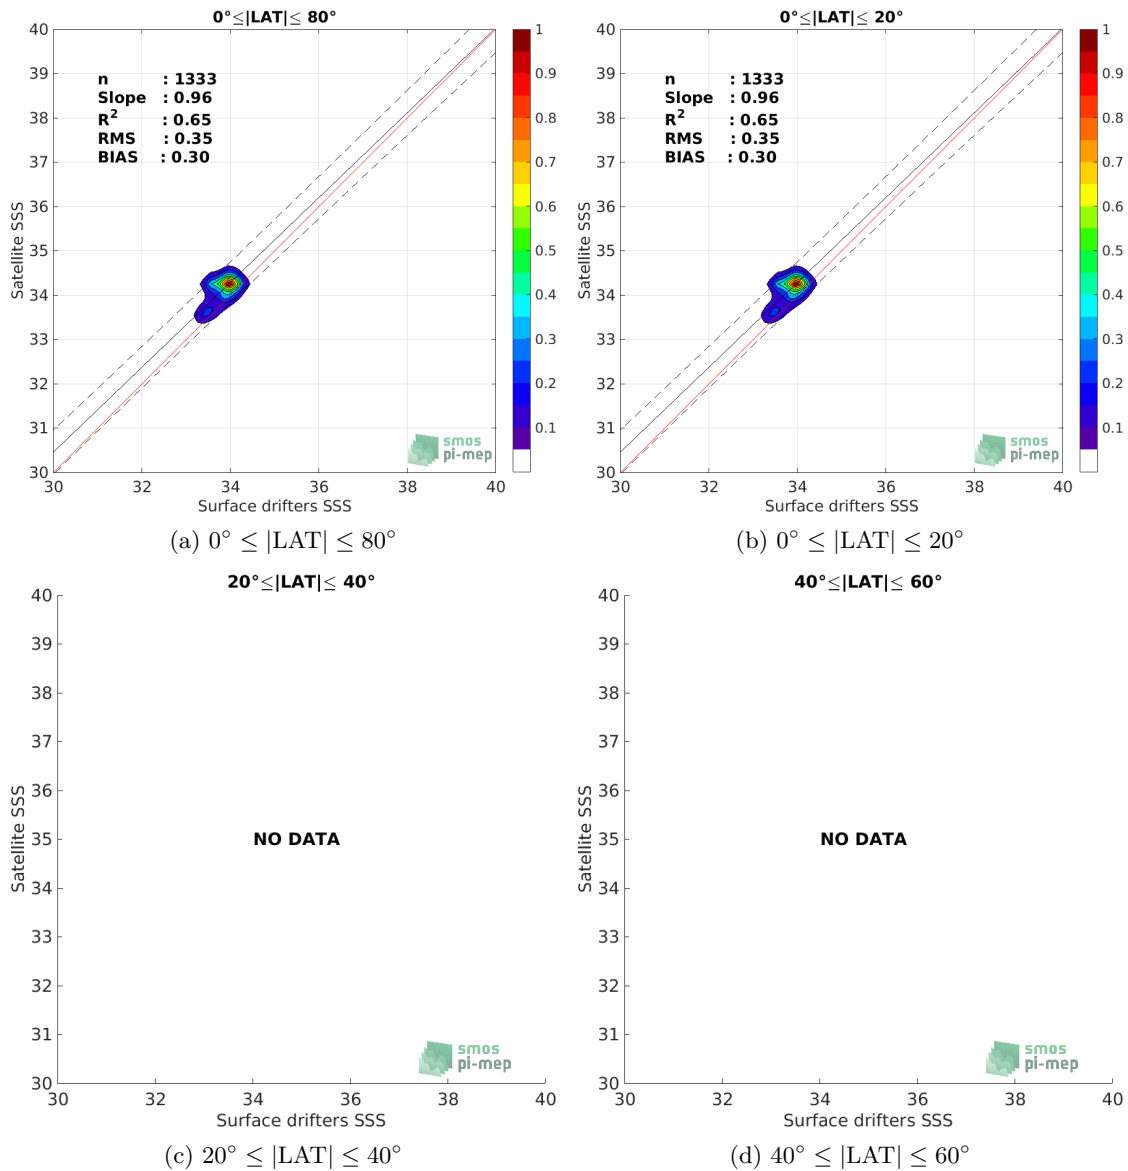 0°≤|LAT|≤ 80°
40
39
38
37
36
35
34
33
32
31
30
Satellite SSS
n : 1333
Slope : 0.96
R² : 0.65
RMS : 0.35
BIAS : 0.30
smos
pi-mep
30 32 34 36 38 40
Surface drifters SSS
1
0.9
0.8
0.7
0.6
0.5
0.4
0.3
0.2
0.1
(a) 0° ≤ |LAT| ≤ 80°
0°≤|LAT|≤ 20°
40
39
38
37
36
35
34
33
32
31
30
Satellite SSS
n : 1333
Slope : 0.96
R² : 0.65
RMS : 0.35
BIAS : 0.30
smos
pi-mep
30 32 34 36 38 40
Surface drifters SSS
1
0.9
0.8
0.7
0.6
0.5
0.4
0.3
0.2
0.1
(b) 0° ≤ |LAT| ≤ 20°
20°≤|LAT|≤ 40°
40
39
38
37
36
35
34
33
32
31
30
Satellite SSS
NO DATA
smos
pi-mep
30 32 34 36 38 40
Surface drifters SSS
(c) 20° ≤ |LAT| ≤ 40°
40°≤|LAT|≤ 60°
40
39
38
37
36
35
34
33
32
31
30
Satellite SSS
NO DATA
smos
pi-mep
30 32 34 36 38 40
Surface drifters SSS
(d) 40° ≤ |LAT| ≤ 60°